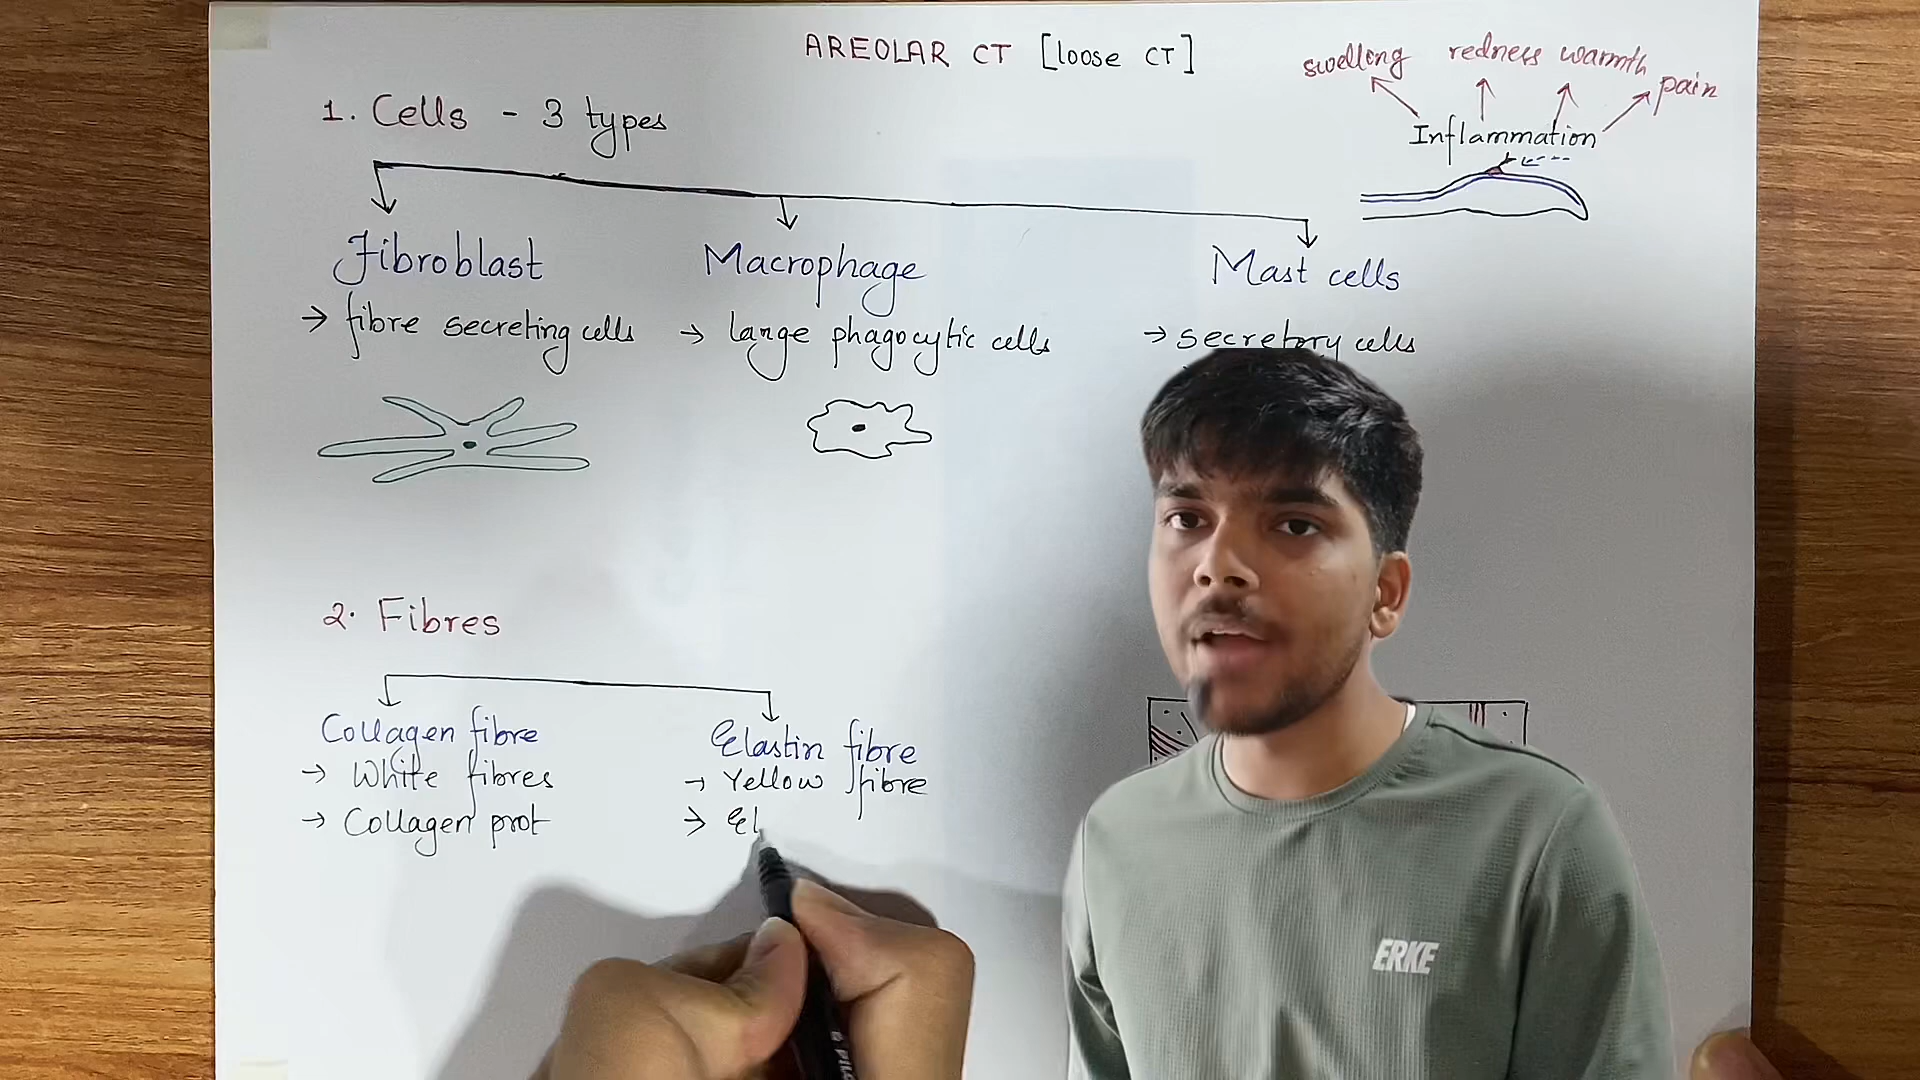 AREOLAR CT [loose CT]
swelleng redness warmth pain
Inflammation
1. Cells - 3 types
Fibroblast
→ fibre secreting cells
Macrophage
→ large phagocytic cells
Mast cells
→ secretory cells
2. Fibres
Collagen fibre
→ White fibres
→ Collagen prot
Elastin fibre
→ Yellow fibre
→ El
ERKE